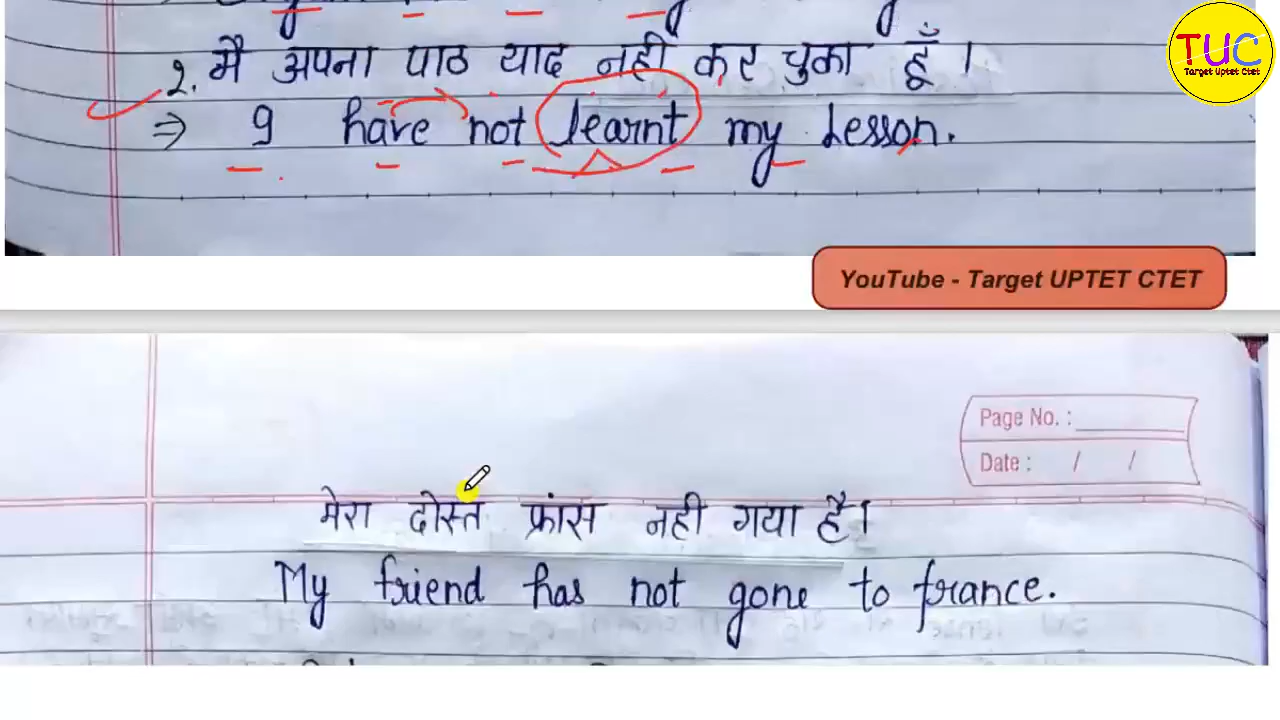 2. मै अपना पाठ याद नही कर चुका हूँ।
⇒ I have not learnt my Lesson.
TUC
Target Uptet Ctet
YouTube - Target UPTET CTET
Page No. :
Date : / /
मेरा दोस्त फ्रांस नही गया है।
My friend has not gone to france.